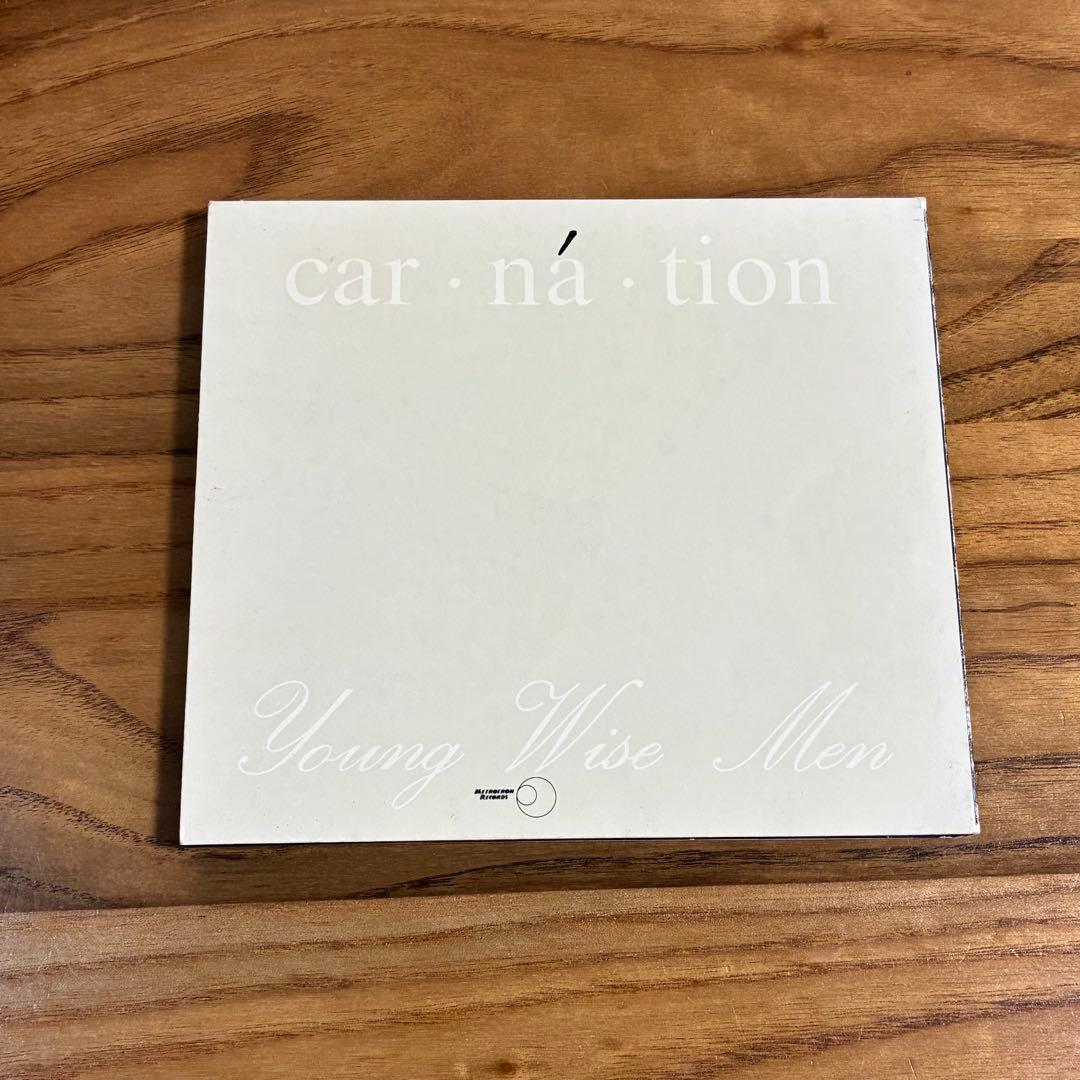 car · ná · tion
Young Wise Men
METROTRON
RECORDS